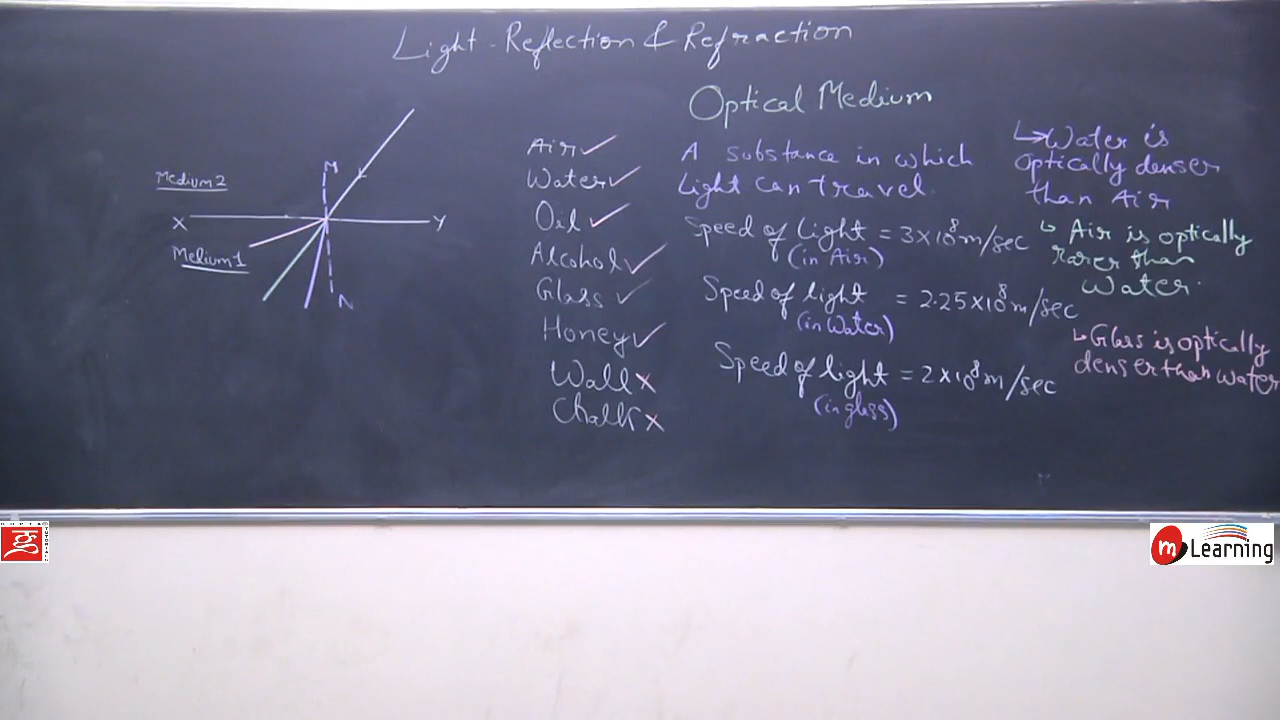 Light - Reflection & Refraction
Optical Medium
M
Medium 2
X
Y
Medium 1
N
Air ✓
Water ✓
Oil ✓
Alcohol ✓
Glass ✓
Honey ✓
Wall ×
Chalk ×
A substance in which
light can travel.
Speed of light = 3×10⁸ m/sec
(in Air)
Speed of light = 2.25×10⁸ m/sec
(in water)
Speed of light = 2×10⁸ m/sec
(in glass)
↳ Water is
optically denser
than Air
↳ Air is optically
rarer than
water.
↳ Glass is optically
denser than water
GUPTA
TUTORIALS
ग
m Learning